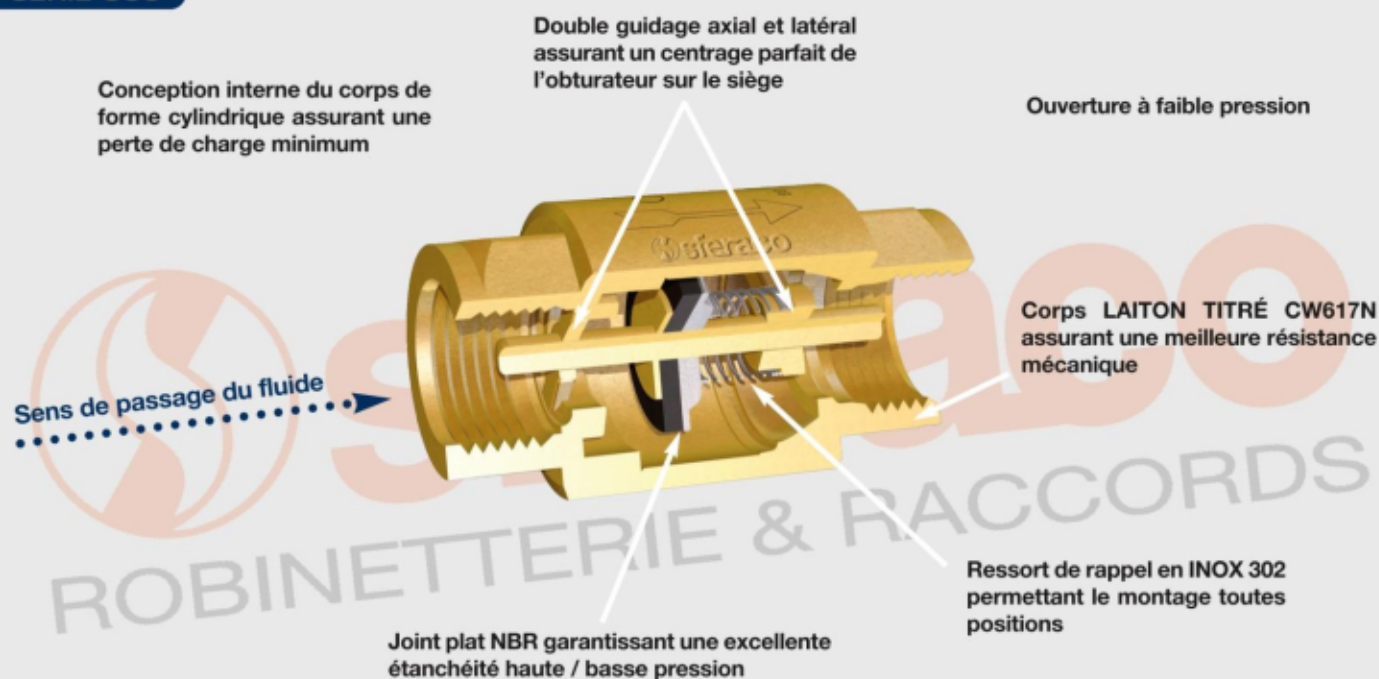 Double guidage axial et latéral
assurant un centrage parfait de
l'obturateur sur le siège
Conception interne du corps de
forme cylindrique assurant une
perte de charge minimum
Ouverture à faible pression
sferaco
Corps LAITON TITRÉ CW617N
assurant une meilleure résistance
mécanique
Sens de passage du fluide
ROBINETTERIE & RACCORDS
Ressort de rappel en INOX 302
permettant le montage toutes
positions
Joint plat NBR garantissant une excellente
étanchéité haute / basse pression